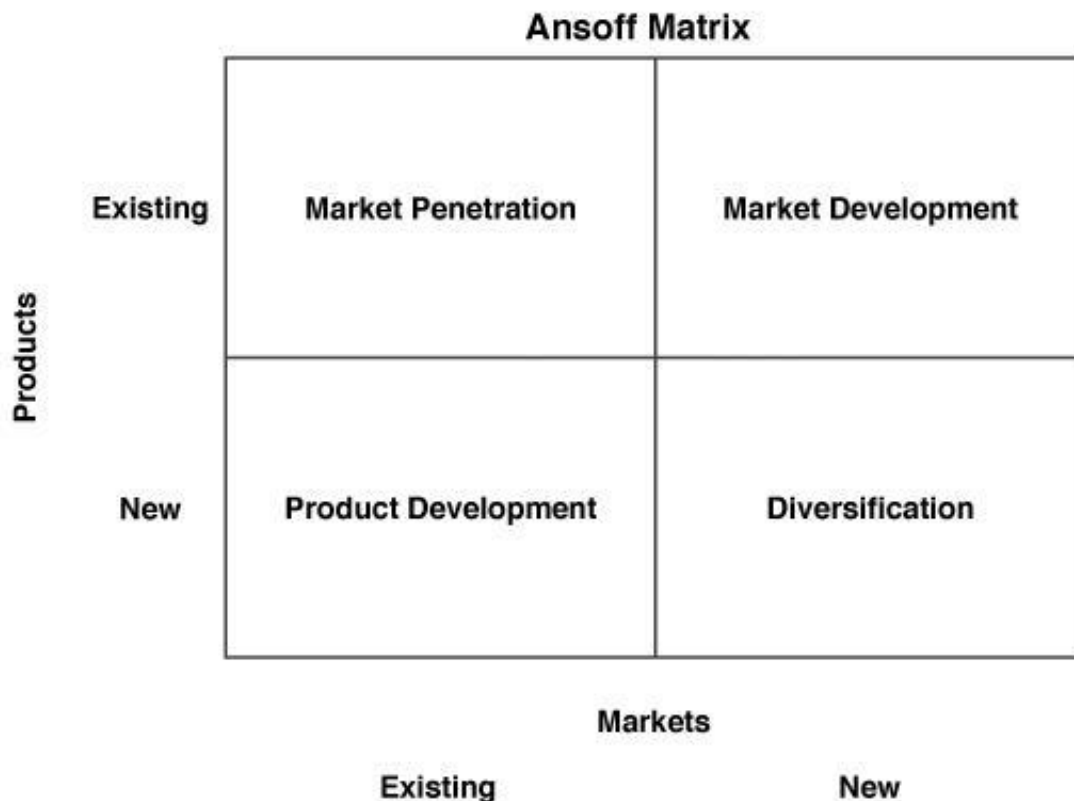 Ansoff Matrix
Existing
Market Penetration
Market Development
Products
New
Product Development
Diversification
Markets
Existing
New